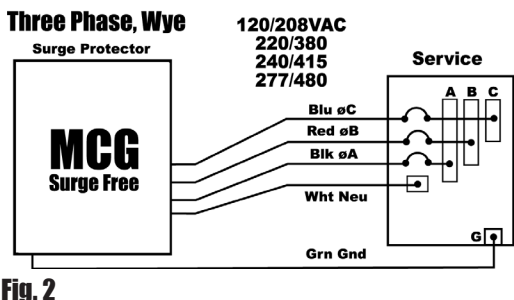 Three Phase, Wye
Surge Protector
120/208VAC
220/380
240/415
277/480
Service
A B C
MCG
Surge Free
Blu øC
Red øB
Blk øA
Wht Neu
G
Grn Gnd
Fig. 2